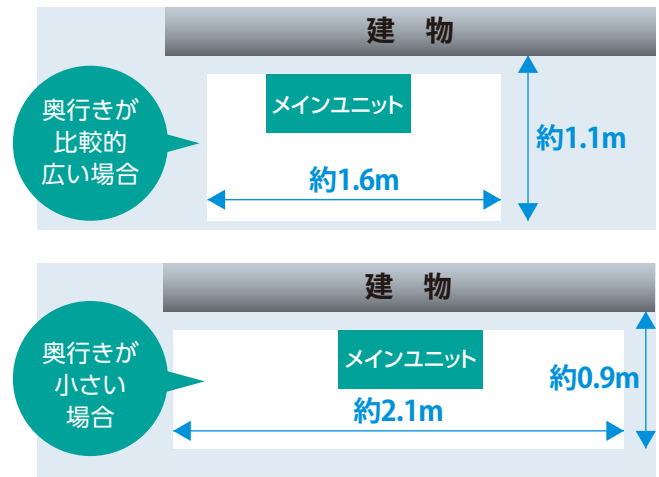 建 物
メインユニット
奥行きが
比較的
広い場合
約1.1m
約1.6m
建 物
メインユニット
奥行きが
小さい
場合
約0.9m
約2.1m